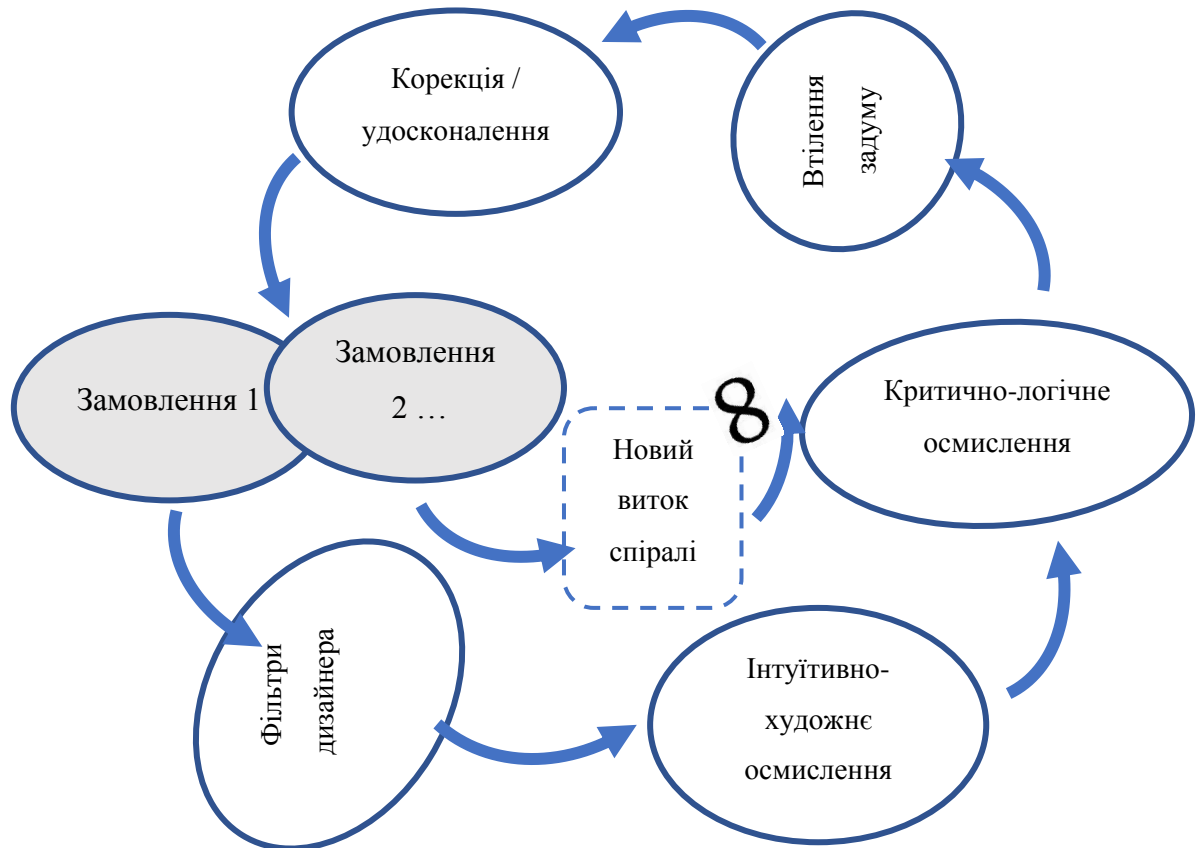 Корекція /
удосконалення
Втілення
задуму
Замовлення 1
Замовлення
2 …
Новий
виток
спіралі
8
Критично-логічне
осмислення
Фільтри
дизайнера
Інтуїтивно-
художнє
осмислення